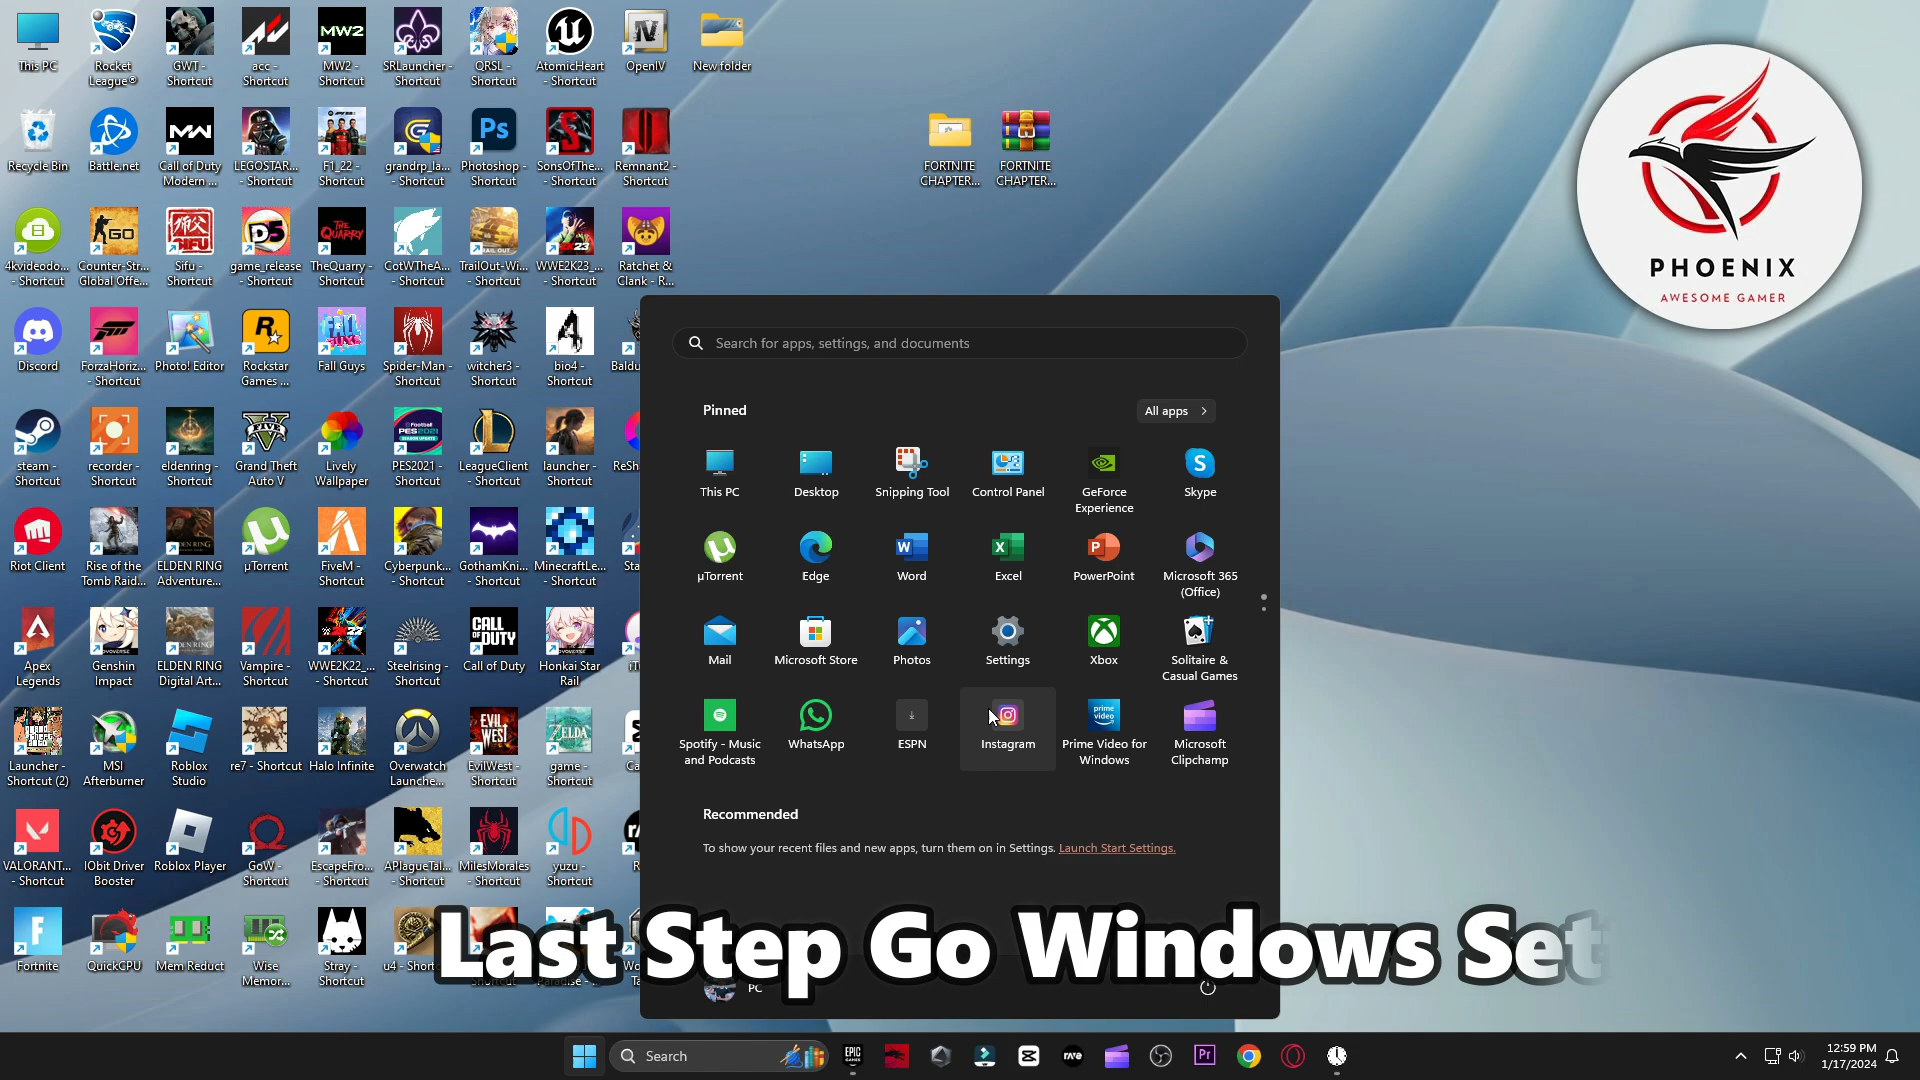 This PC
Rocket League®
GWT - Shortcut
acc - Shortcut
MW2 - Shortcut
SRLauncher - Shortcut
QRSL - Shortcut
AtomicHeart - Shortcut
OpenIV
New folder
Recycle Bin
Battle.net
Call of Duty Modern ...
LEGOSTAR... - Shortcut
F1_22 - Shortcut
grandrp_la... - Shortcut
Photoshop - Shortcut
SonsOfThe... - Shortcut
Remnant2 - Shortcut
FORTNITE CHAPTER...
FORTNITE CHAPTER...
4kvideodo... - Shortcut
Counter-Str... Global Offe...
Sifu - Shortcut
game_release - Shortcut
TheQuarry - Shortcut
CotWTheA... - Shortcut
TrailOut-Wi... - Shortcut
WWE2K23_... - Shortcut
Ratchet & Clank - R...
PHOENIX
AWESOME GAMER
Discord
ForzaHoriz... - Shortcut
Photo! Editor
Rockstar Games ...
Fall Guys
Spider-Man - Shortcut
witcher3 - Shortcut
bio4 - Shortcut
steam - Shortcut
recorder - Shortcut
eldenring - Shortcut
Grand Theft Auto V
Lively Wallpaper
PES2021 - Shortcut
LeagueClient - Shortcut
launcher - Shortcut
Riot Client
Rise of the Tomb Raid...
ELDEN RING Adventure...
µTorrent
FiveM - Shortcut
Cyberpunk... - Shortcut
GothamKni... - Shortcut
MinecraftLe... - Shortcut
Apex Legends
Genshin Impact
ELDEN RING Digital Art...
Vampire - Shortcut
WWE2K22_... - Shortcut
Steelrising - Shortcut
Call of Duty
Honkai Star Rail
Launcher - Shortcut (2)
MSI Afterburner
Roblox Studio
re7 - Shortcut
Halo Infinite
Overwatch Launche...
EvilWest - Shortcut
game - Shortcut
VALORANT... - Shortcut
IObit Driver Booster
Roblox Player
GoW - Shortcut
EscapeFro... - Shortcut
APlagueTal... - Shortcut
MilesMorales - Shortcut
yuzu - Shortcut
Fortnite
QuickCPU
Mem Reduct
Wise Memor...
Stray - Shortcut
Search for apps, settings, and documents
Pinned
All apps
This PC
Desktop
Snipping Tool
Control Panel
GeForce Experience
Skype
µTorrent
Edge
Word
Excel
PowerPoint
Microsoft 365 (Office)
Mail
Microsoft Store
Photos
Settings
Xbox
Solitaire & Casual Games
Spotify - Music and Podcasts
WhatsApp
ESPN
Instagram
Prime Video for Windows
Microsoft Clipchamp
Recommended
To show your recent files and new apps, turn them on in Settings. Launch Start Settings.
Last Step Go Windows Set
PC
Search
12:59 PM
1/17/2024